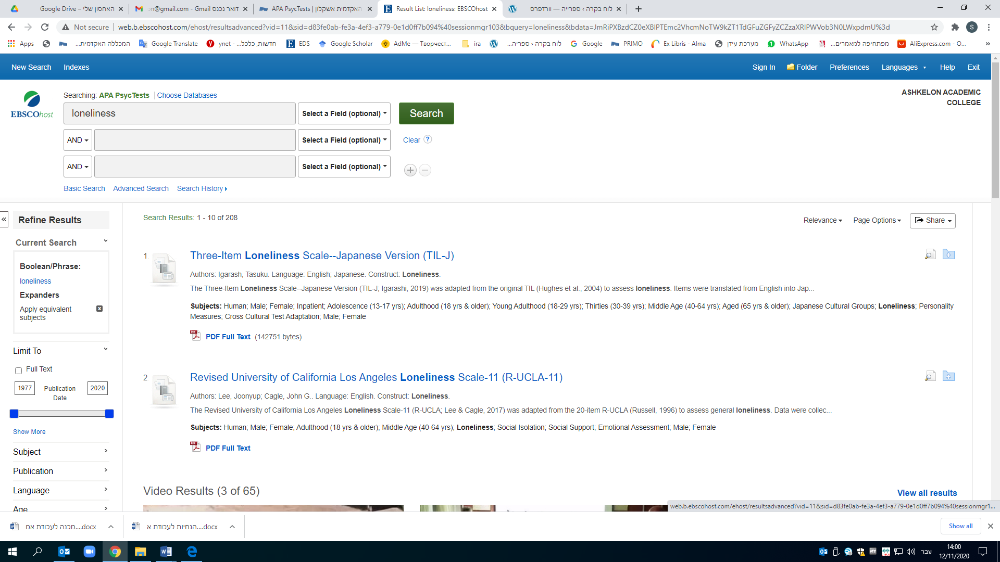 Google Drive – האחסון שלי
דואר נכנס - Gmail - on@gmail.com
APA PsycTests | האקדמית אשקלון
Result List: loneliness: EBSCOhost
לוח בקרה ‹ ספרייה — וורדפרס
Not secure
web.b.ebscohost.com/ehost/resultsadvanced?vid=11&sid=d83fe0ab-fe3a-4ef3-a779-0e1d0ff7b094%40sessionmgr103&bquery=loneliness&bdata=JmRiPXBzdCZ0eXBlPTEmc2VhcmNoTW9kZT1TdGFuZGFyZCZzaXRlPWVob3N0LWxpdmU%3d
S
Apps
המכללה האקדמית...
Google Translate
ynet - חדשות, כלכל...
EDS
Google Scholar
AdMe — Творчест...
ira
לוח בקרה ‹ ספריה...
Google
PRIMO
Ex Libris - Alma
מערכת עידן
WhatsApp
מפתחיפה למאמרים...
AliExpress.com - O...
New Search
Indexes
Sign In
Folder
Preferences
Languages
Help
Exit
EBSCOhost
Searching: APA PsycTests
Choose Databases
ASHKELON ACADEMIC
COLLEGE
loneliness
Select a Field (optional)
Search
AND
Select a Field (optional)
Clear
?
AND
Select a Field (optional)
Basic Search
Advanced Search
Search History
«
Refine Results
Current Search
Boolean/Phrase:
loneliness
Expanders
Apply equivalent
subjects
x
Limit To
Full Text
1977
Publication
Date
2020
Show More
Subject
Publication
Language
Age
Search Results: 1 - 10 of 208
Relevance
Page Options
Share
1
Three-Item Loneliness Scale--Japanese Version (TIL-J)
Authors: Igarash, Tasuku. Language: English; Japanese. Construct: Loneliness.
The Three-Item Loneliness Scale--Japanese Version (TIL-J; Igarashi, 2019) was adapted from the original TIL (Hughes et al., 2004) to assess loneliness. Items were translated from English into Jap...
Subjects: Human; Male; Female; Inpatient; Adolescence (13-17 yrs); Adulthood (18 yrs & older); Young Adulthood (18-29 yrs); Thirties (30-39 yrs); Middle Age (40-64 yrs); Aged (65 yrs & older); Japanese Cultural Groups; Loneliness; Personality
Measures; Cross Cultural Test Adaptation; Male; Female
PDF Full Text (142751 bytes)
2
Revised University of California Los Angeles Loneliness Scale-11 (R-UCLA-11)
Authors: Lee, Joonyup; Cagle, John G.. Language: English. Construct: Loneliness.
The Revised University of California Los Angeles Loneliness Scale-11 (R-UCLA; Lee & Cagle, 2017) was adapted from the 20-item R-UCLA (Russell, 1996) to assess general loneliness. Data were collec...
Subjects: Human; Male; Female; Adulthood (18 yrs & older); Middle Age (40-64 yrs); Loneliness; Social Isolation; Social Support; Emotional Assessment; Male; Female
PDF Full Text
Video Results (3 of 65)
View all results
web.b.ebscohost.com/ehost/resultsadvanced?vid=11&sid=d83fe0ab-fe3a-4ef3-a779-0e1d0ff7b094%40sessionmgr1...
מבנה לעבודת אמ....docx
הנחיות לעבודת א....docx
Show all
עבר
14:00
12/11/2020